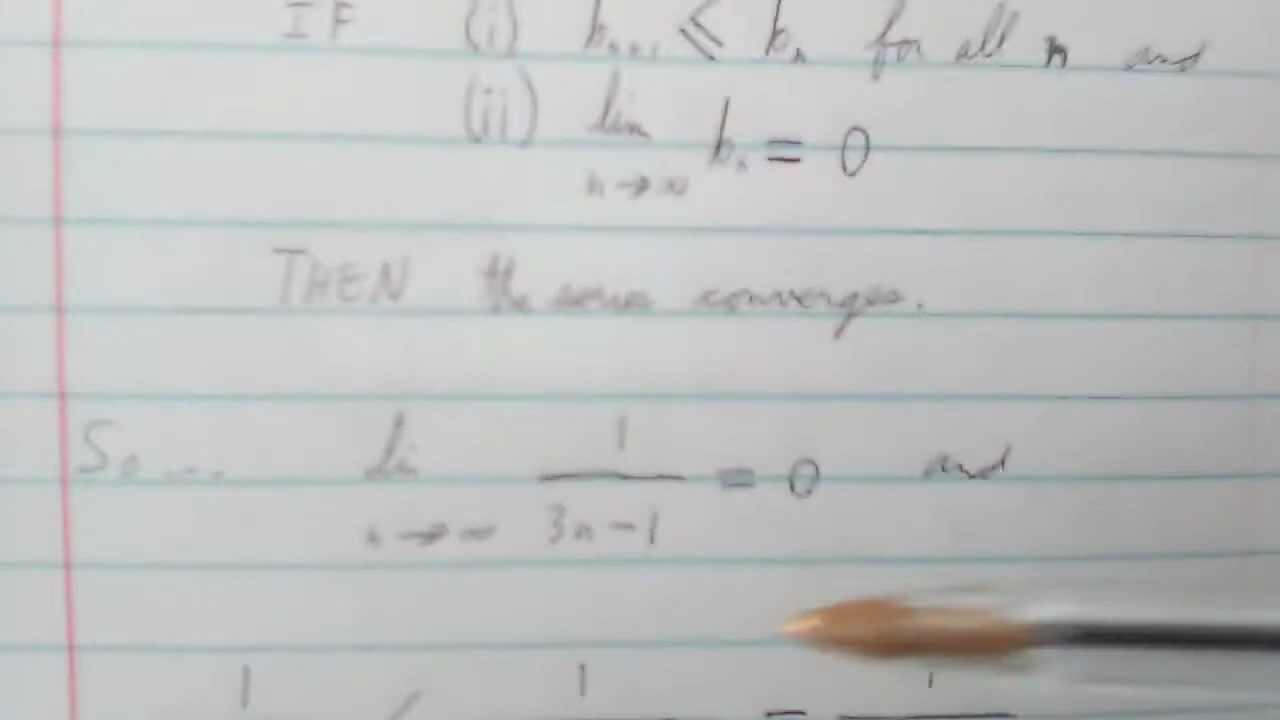 IF (i) bₙ₊₁ ≤ bₙ for all n and
(ii) lim n→∞ bₙ = 0
THEN the series converges.
So... lim n→∞ 1/(3n-1) = 0 and